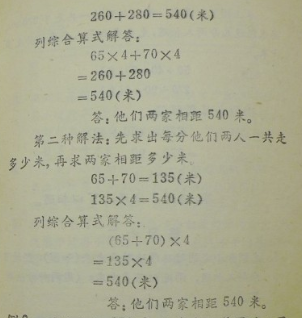 260＋280＝540(米)
列综合算式解答：
65×4＋70×4
＝260＋280
＝540(米)
答：他们两家相距 540 米。
第二种解法：先求出每分他们两人一共走
多少米，再求两家相距多少米。
65＋70＝135(米)
135×4＝540(米)
列综合算式解答：
(65＋70)×4
＝135×4
＝540(米)
答：他们两家相距 540 米。